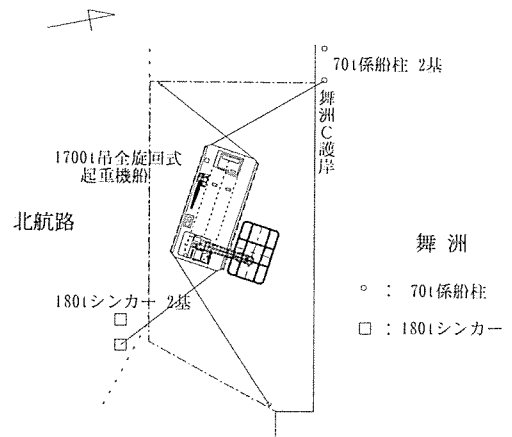 70t係船柱 2基
舞洲C護岸
1700t吊全旋回式
起重機船
北航路
舞洲
180tシンカー 2基
○ : 70t係船柱
□ : 180tシンカー